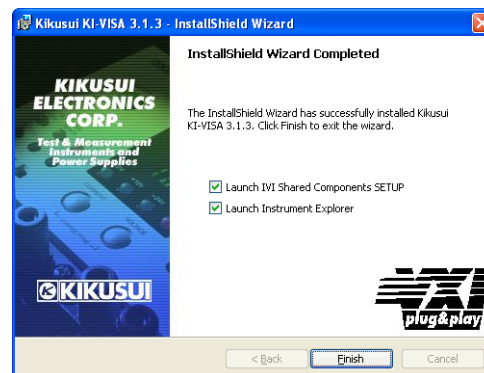 Kikusui KI-VISA 3.1.3 - InstallShield Wizard
InstallShield Wizard Completed
KIKUSUI
ELECTRONICS
CORP.
Test & Measurement
Instruments and
Power Supplies
The InstallShield Wizard has successfully installed Kikusui
KI-VISA 3.1.3. Click Finish to exit the wizard.
Launch IVI Shared Components SETUP
Launch Instrument Explorer
KIKUSUI
VXI
plug&play
< Back
Finish
Cancel